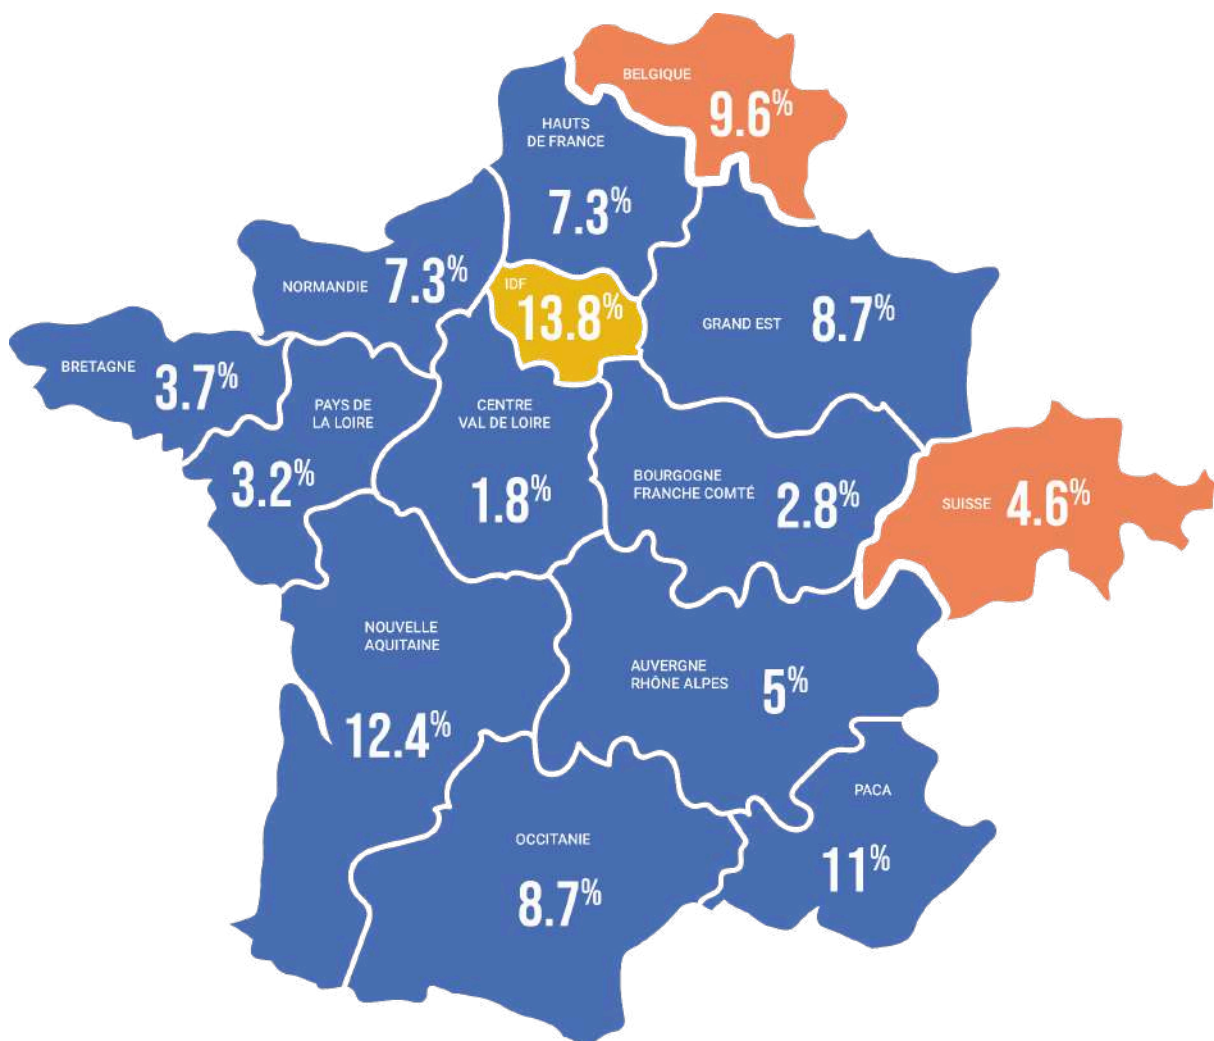 BELGIQUE
9.6%
HAUTS
DE FRANCE
7.3%
NORMANDIE
7.3%
IDF
13.8%
GRAND EST
8.7%
BRETAGNE
3.7%
PAYS DE
LA LOIRE
3.2%
CENTRE
VAL DE LOIRE
1.8%
BOURGOGNE
FRANCHE COMTÉ
2.8%
SUISSE
4.6%
NOUVELLE
AQUITAINE
12.4%
AUVERGNE
RHÔNE ALPES
5%
PACA
11%
OCCITANIE
8.7%